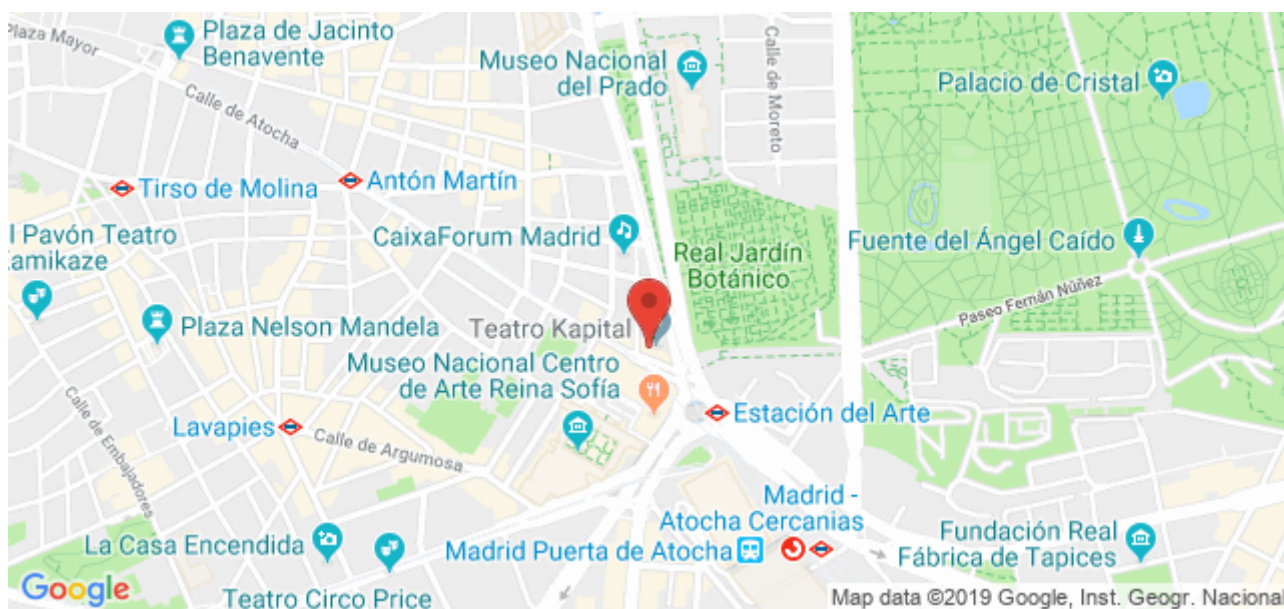 Plaza Mayor
Plaza de Jacinto
Benavente
Calle de Atocha
Museo Nacional
del Prado
Calle de Moreto
Palacio de Cristal
Tirso de Molina
Antón Martín
CaixaForum Madrid
l Pavón Teatro
Kamikaze
Real Jardín
Botánico
Fuente del Ángel Caído
Paseo Fernán Núñez
Plaza Nelson Mandela
Teatro Kapital
Museo Nacional Centro
de Arte Reina Sofía
Estación del Arte
Lavapies
Calle de Argumosa
Calle de Embajadores
Madrid -
Atocha Cercanias
La Casa Encendida
Madrid Puerta de Atocha
Fundación Real
Fábrica de Tapices
Teatro Circo Price
Google
Map data ©2019 Google, Inst. Geogr. Naciona